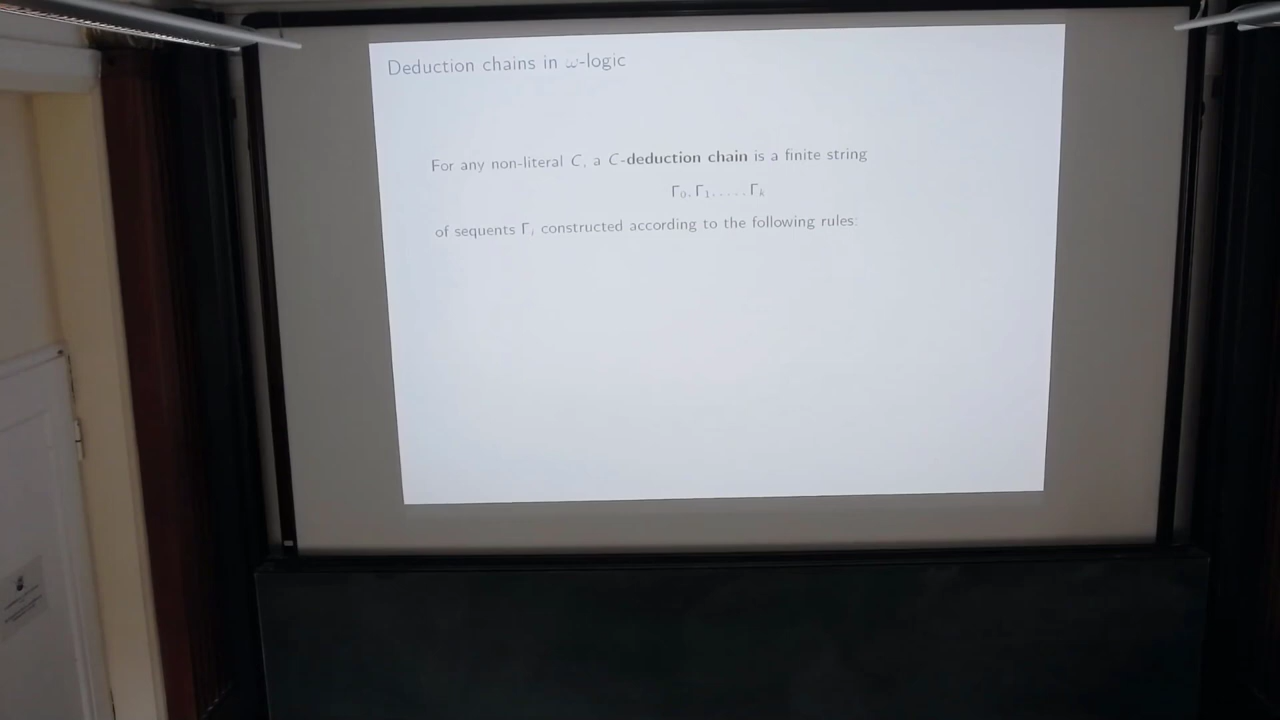 Deduction chains in ω-logic
For any non-literal C, a C-deduction chain is a finite string
Γ₀, Γ₁, . . . , Γₖ
of sequents Γᵢ constructed according to the following rules: